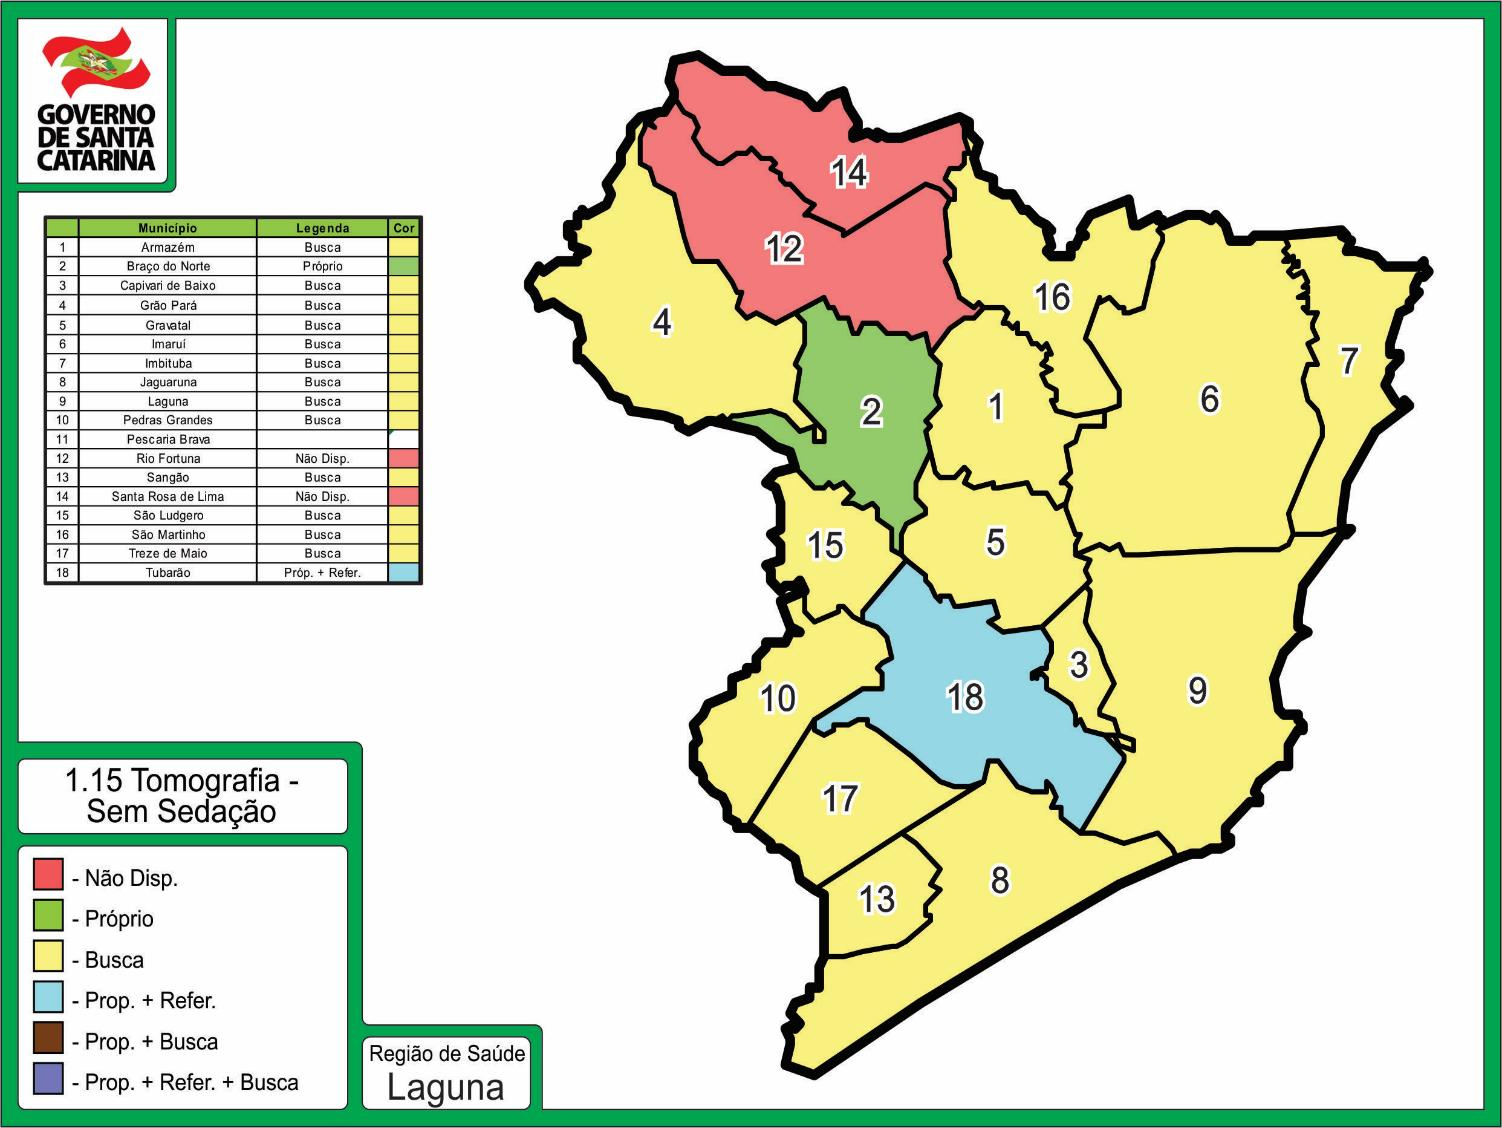 GOVERNO
DE SANTA
CATARINA
Município Legenda Cor
1 Armazém Busca
2 Braço do Norte Próprio
3 Capivari de Baixo Busca
4 Grão Pará Busca
5 Gravatal Busca
6 Imaruí Busca
7 Imbituba Busca
8 Jaguaruna Busca
9 Laguna Busca
10 Pedras Grandes Busca
11 Pescaria Brava
12 Rio Fortuna Não Disp.
13 Sangão Busca
14 Santa Rosa de Lima Não Disp.
15 São Ludgero Busca
16 São Martinho Busca
17 Treze de Maio Busca
18 Tubarão Próp. + Refer.
14
12
16
4
7
6
2
1
15
5
3
10
18
9
17
13
8
1.15 Tomografia -
Sem Sedação
- Não Disp.
- Próprio
- Busca
- Prop. + Refer.
- Prop. + Busca
- Prop. + Refer. + Busca
Região de Saúde
Laguna